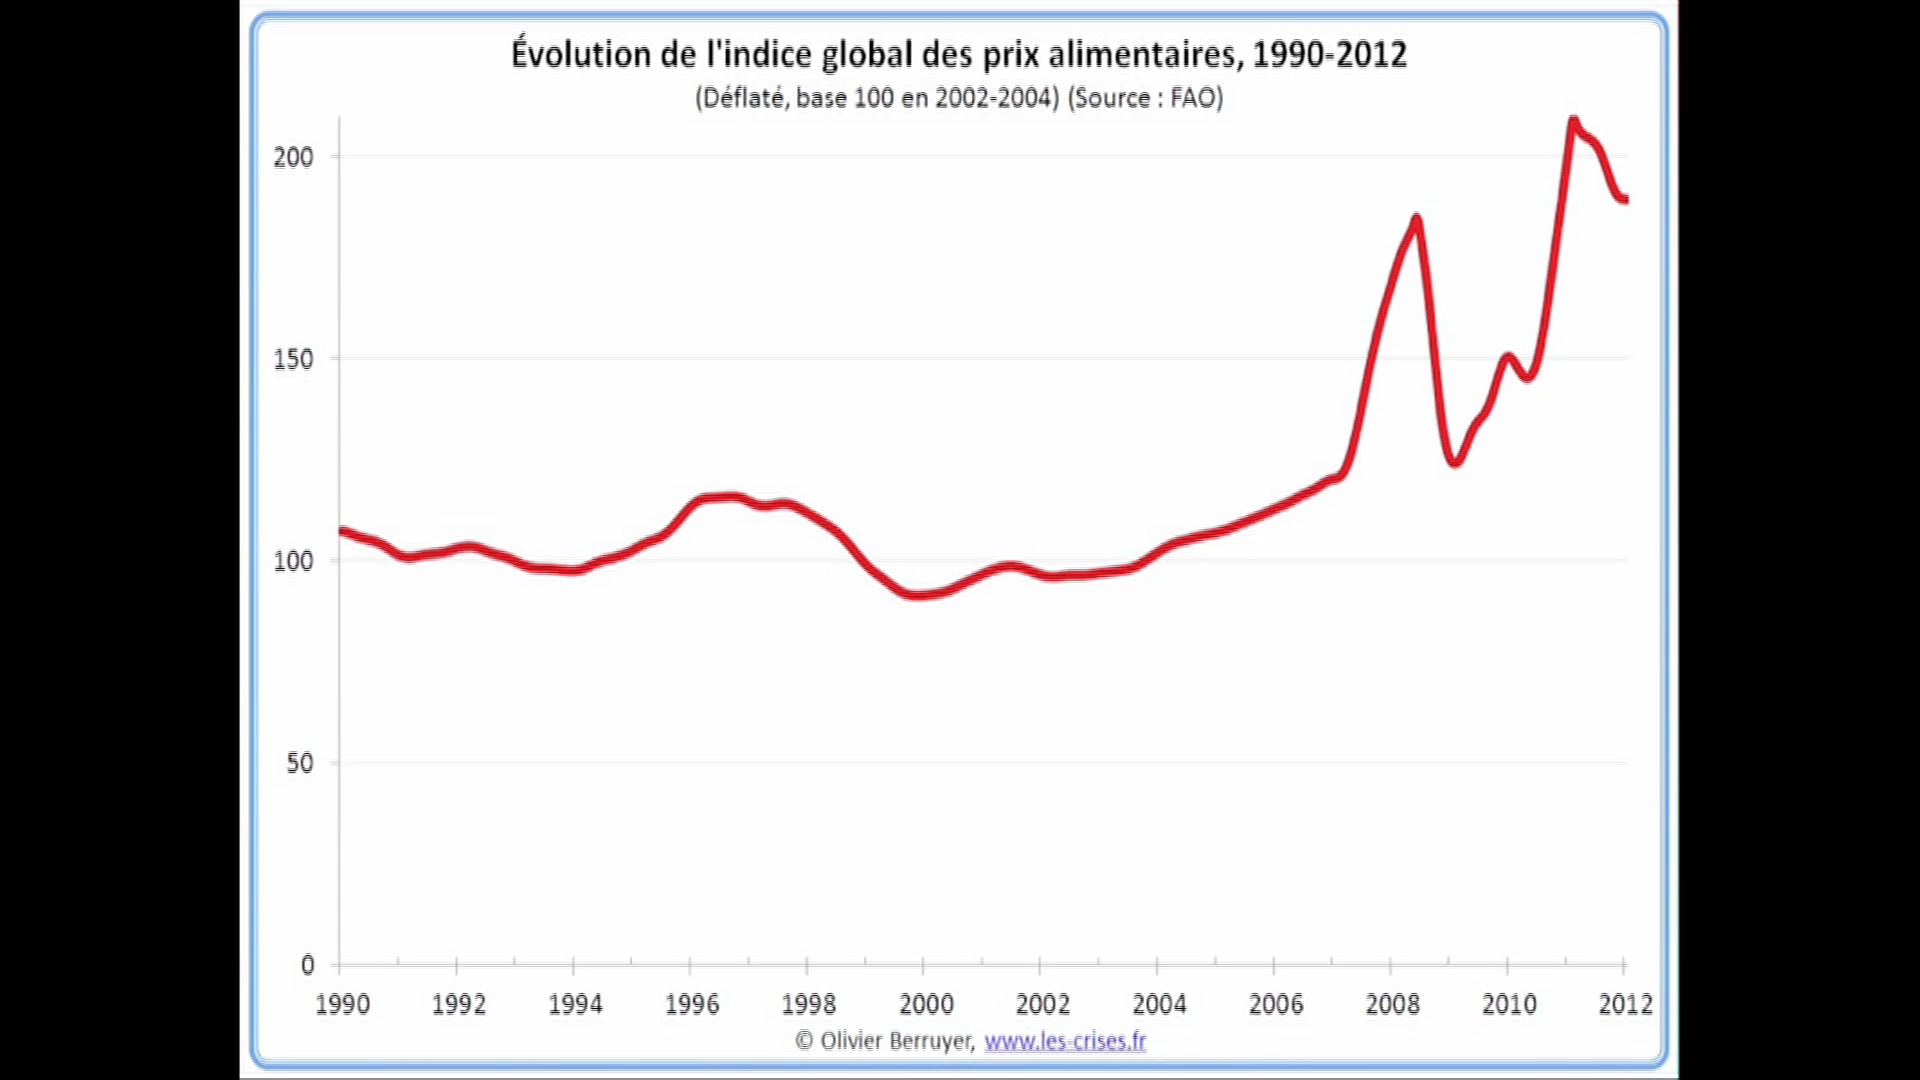 Évolution de l'indice global des prix alimentaires, 1990-2012
(Déflaté, base 100 en 2002-2004) (Source : FAO)
200
150
100
50
0
1990 1992 1994 1996 1998 2000 2002 2004 2006 2008 2010 2012
© Olivier Berruyer, www.les-crises.fr